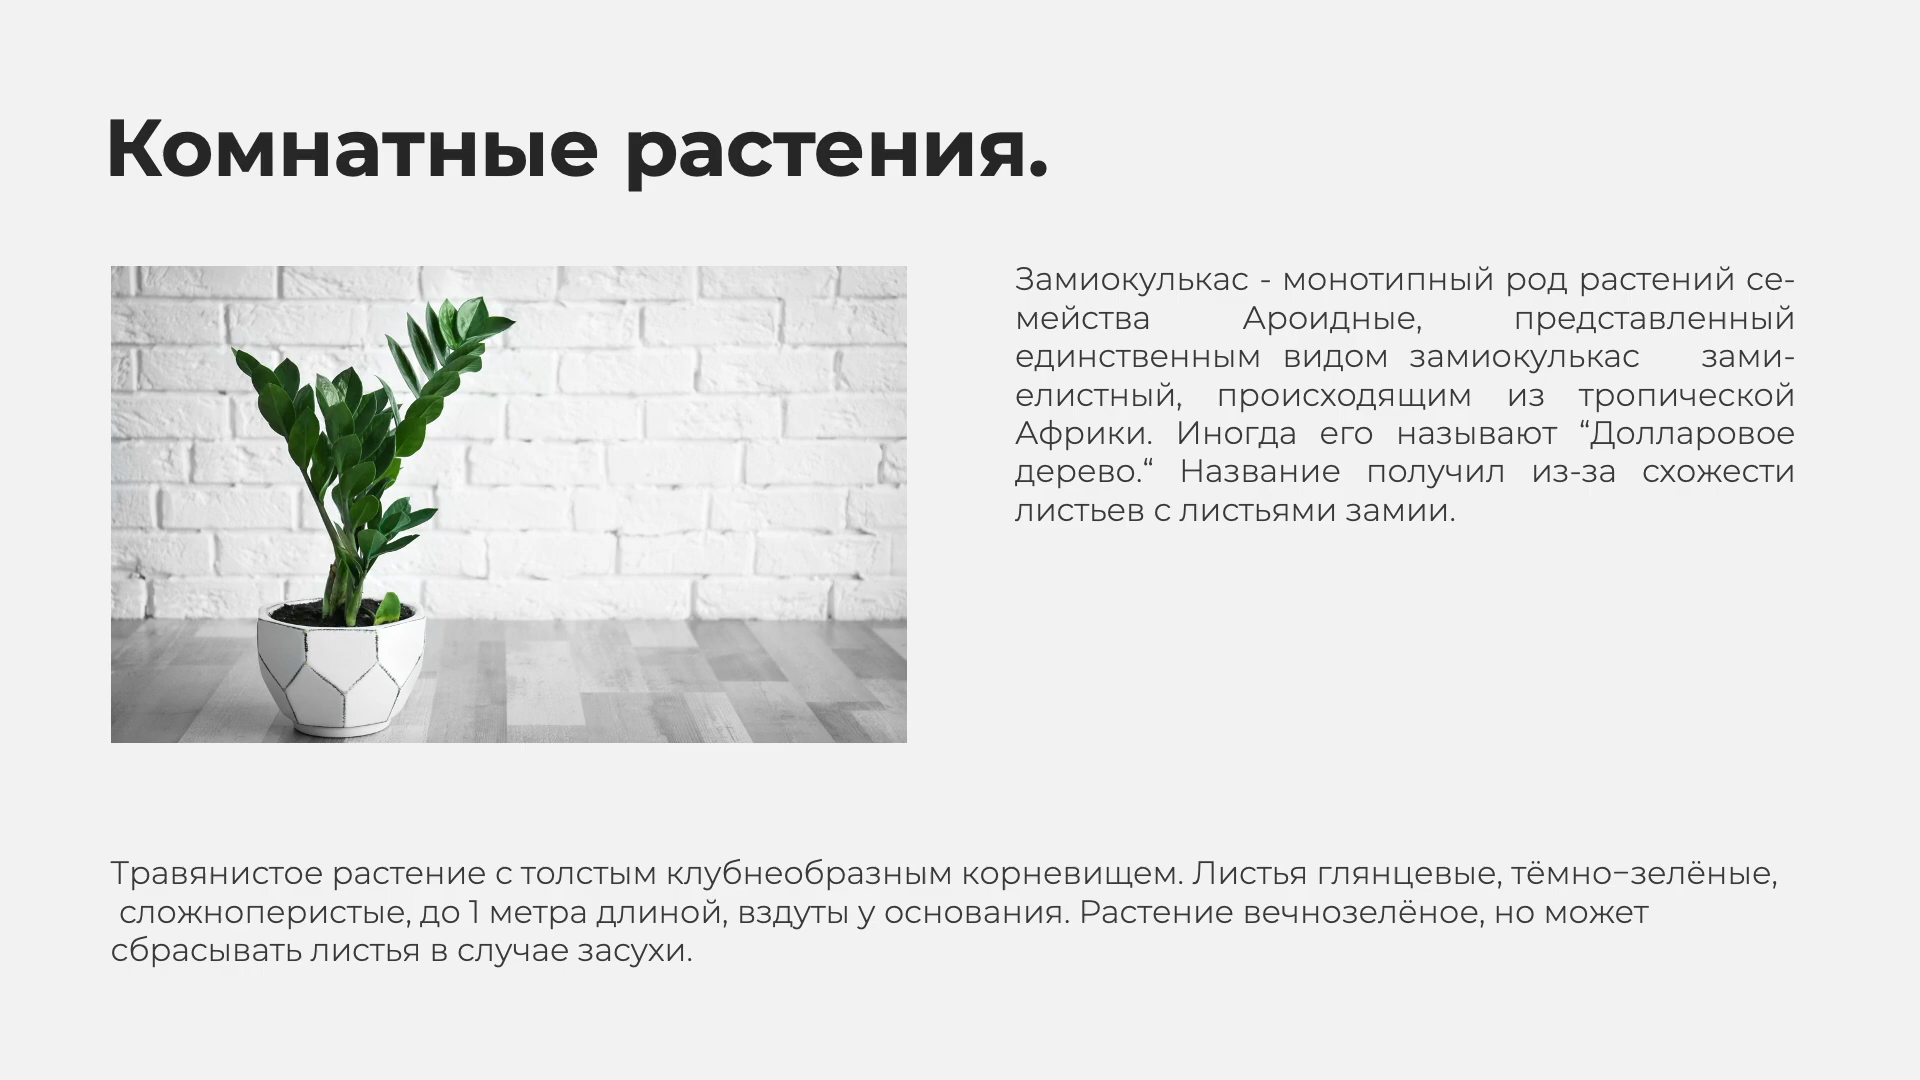 Комнатные растения.
Замиокулькас - монотипный род растений се-
мейства Ароидные, представленный
единственным видом замиокулькас зами-
елистный, происходящим из тропической
Африки. Иногда его называют “Долларовое
дерево.“ Название получил из-за схожести
листьев с листьями замии.
Травянистое растение с толстым клубнеобразным корневищем. Листья глянцевые, тёмно–зелёные,
сложноперистые, до 1 метра длиной, вздуты у основания. Растение вечнозелёное, но может
сбрасывать листья в случае засухи.